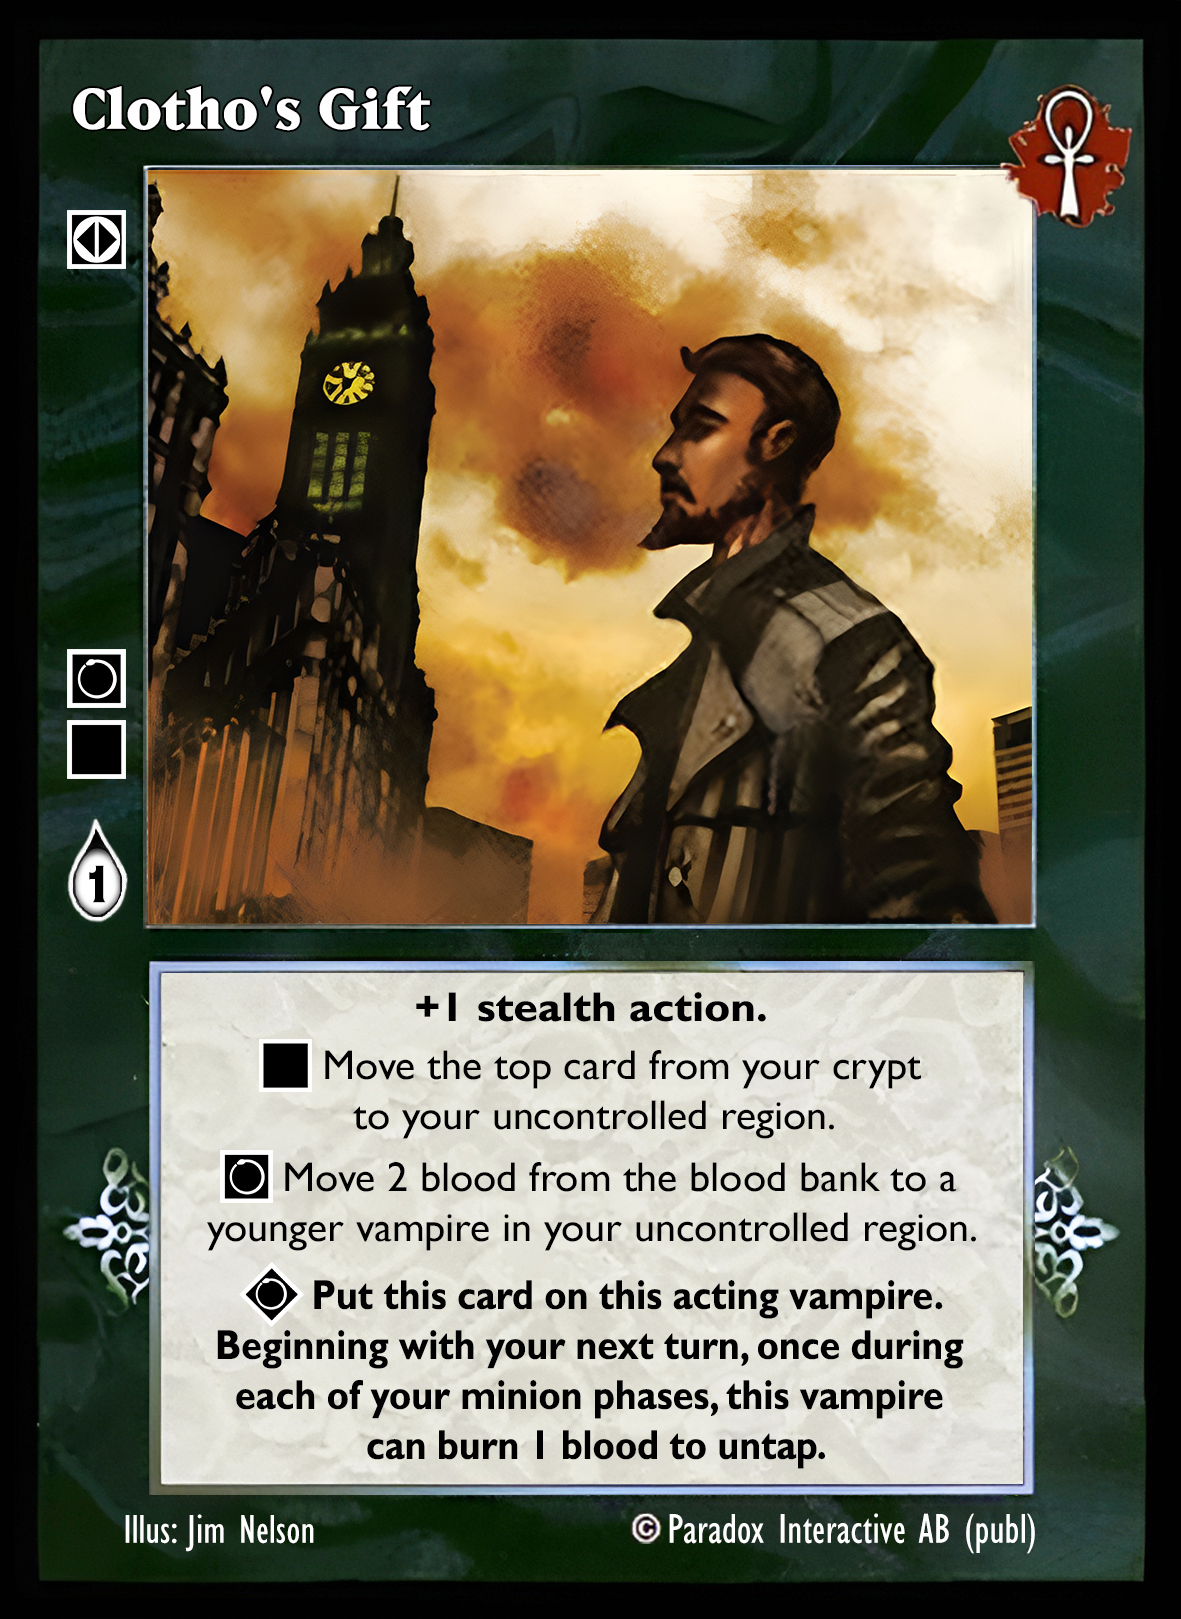 Clotho's Gift
1
+1 stealth action.
Move the top card from your crypt
to your uncontrolled region.
Move 2 blood from the blood bank to a
younger vampire in your uncontrolled region.
Put this card on this acting vampire.
Beginning with your next turn, once during
each of your minion phases, this vampire
can burn 1 blood to untap.
Illus: Jim Nelson
© Paradox Interactive AB (publ)